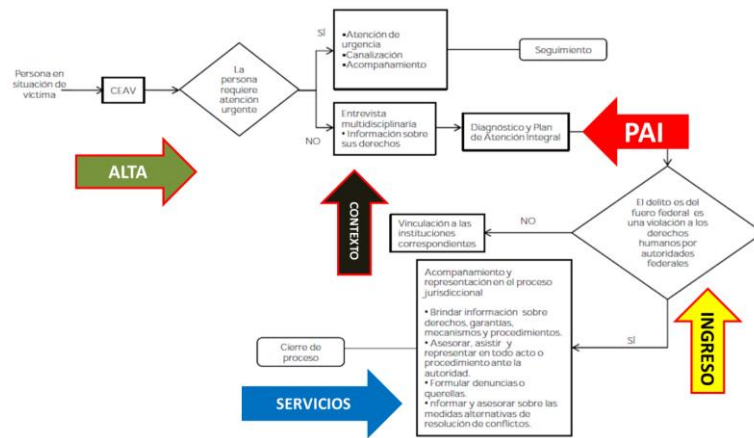 SÍ
•Atención de
urgencia
•Canalización
•Acompañamiento
Seguimiento
Persona en
situación de
víctima
CEAV
La
persona
requiere
atención
urgente
NO
Entrevista
multidisciplinaria
• Información sobre
sus derechos
Diagnóstico y Plan
de Atención Integral
PAI
ALTA
CONTEXTO
Vinculación a las
instituciones
correspondientes
NO
El delito es del
fuero federal es
una violación a los
derechos
humanos por
autoridades
federales
Acompañamiento y
representación en el proceso
jurisdiccional
• Brindar información sobre
derechos, garantías,
mecanismos y procedimientos.
• Asesorar, asistir y
representar en todo acto o
procedimiento ante la
autoridad.
• Formular denuncias o
querellas.
• nformar y asesorar sobre las
medidas alternativas de
resolución de conflictos.
SÍ
INGRESO
Cierre de
proceso
SERVICIOS